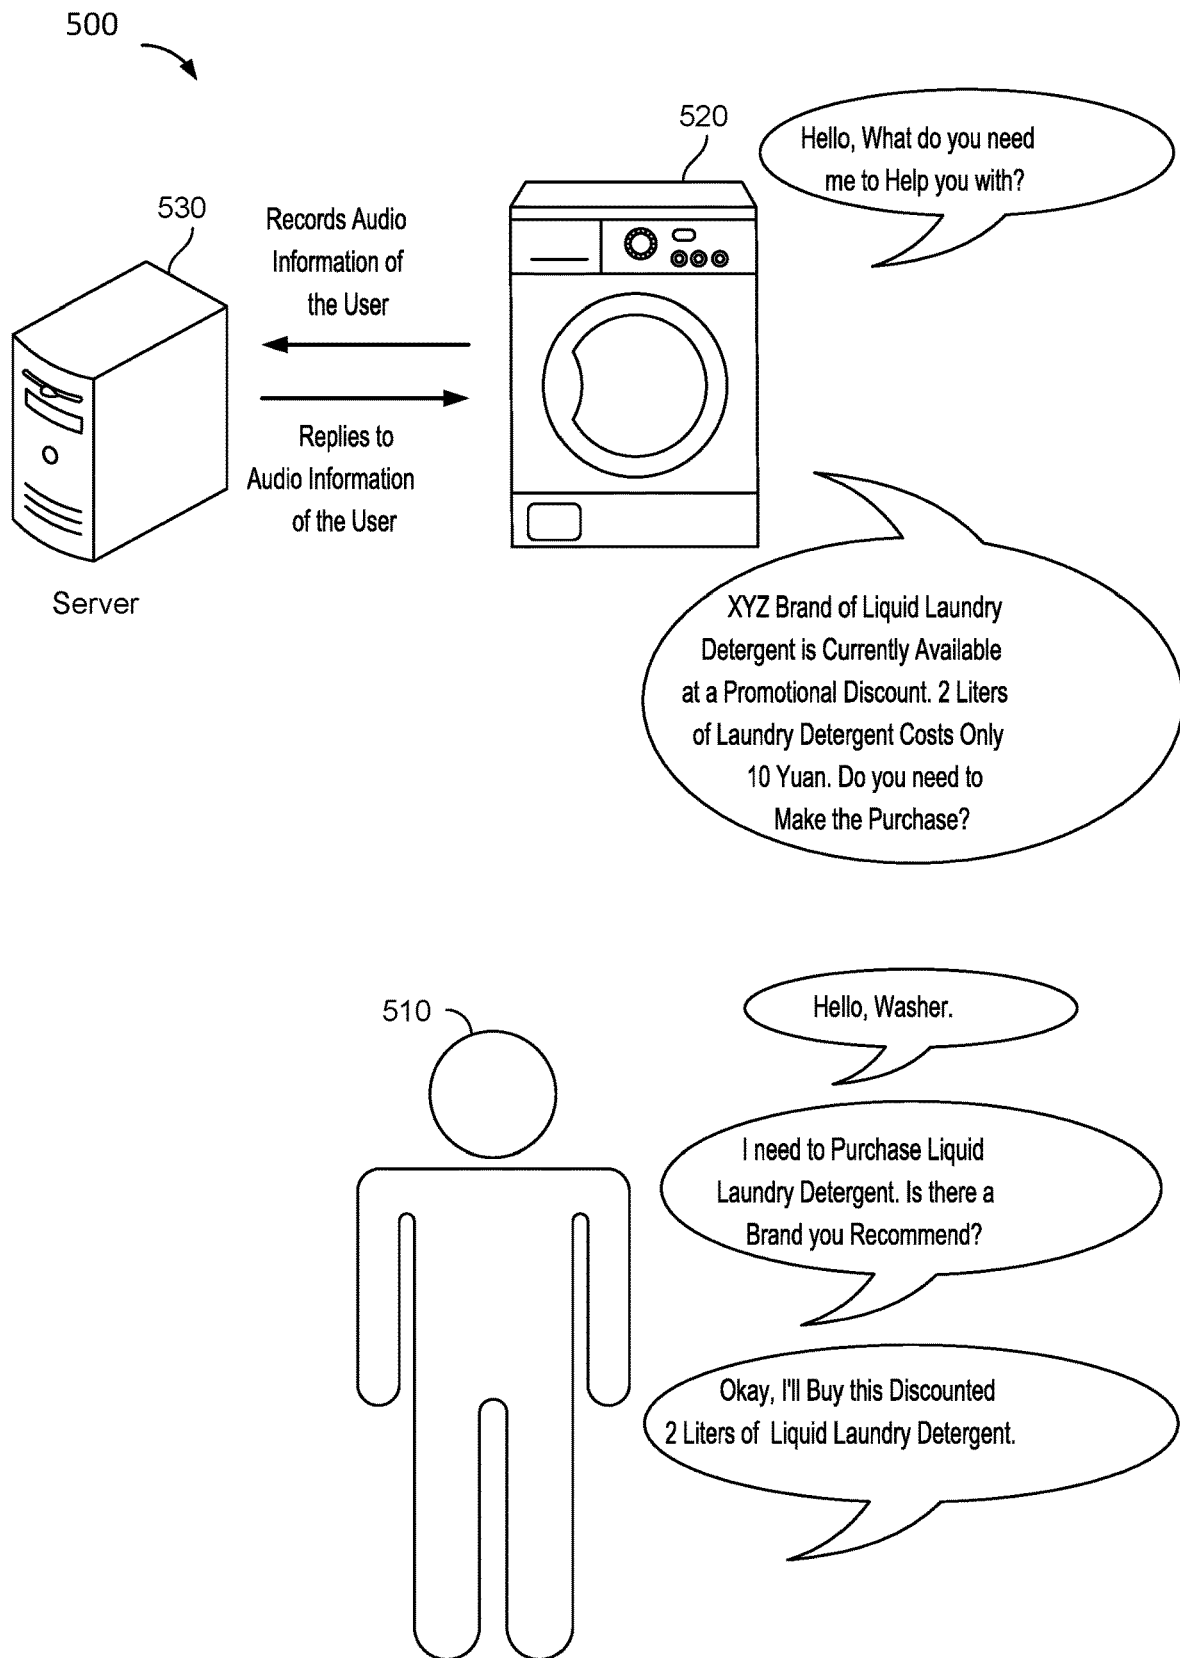 500
520
Hello, What do you need
me to Help you with?
530
Records Audio
Information of
the User
Replies to
Audio Information
of the User
Server
XYZ Brand of Liquid Laundry
Detergent is Currently Available
at a Promotional Discount. 2 Liters
of Laundry Detergent Costs Only
10 Yuan. Do you need to
Make the Purchase?
510
Hello, Washer.
I need to Purchase Liquid
Laundry Detergent. Is there a
Brand you Recommend?
Okay, I'll Buy this Discounted
2 Liters of Liquid Laundry Detergent.